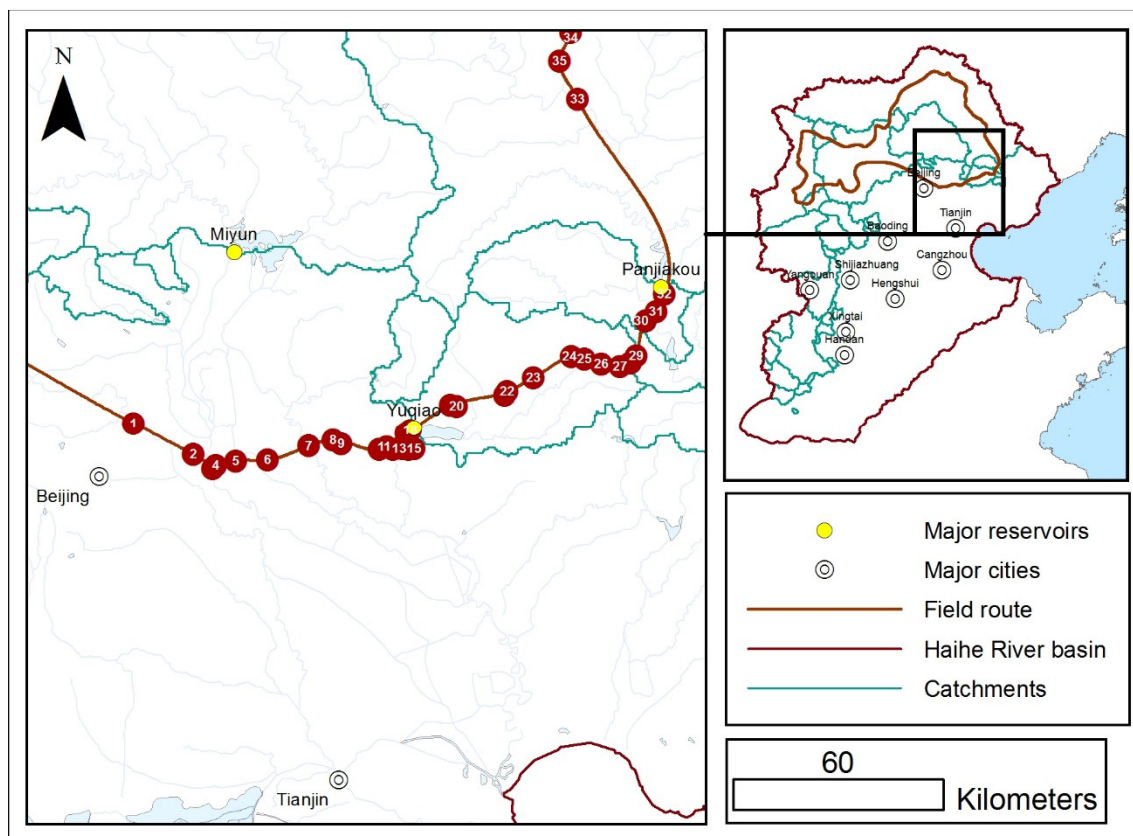 N
34
35
33
Miyun
Panjiakou
32
31
30
29
24 25 26 27
23
22
20
Yuqiao
1
2
4
5
6
7
8 9
11 13 15
Beijing
Tianjin
Beijing
Tianjin
Baoding
Cangzhou
Shijiazhuang
Yangquan
Hengshui
Xingtai
Handan
Major reservoirs
Major cities
Field route
Haihe River basin
Catchments
60
Kilometers